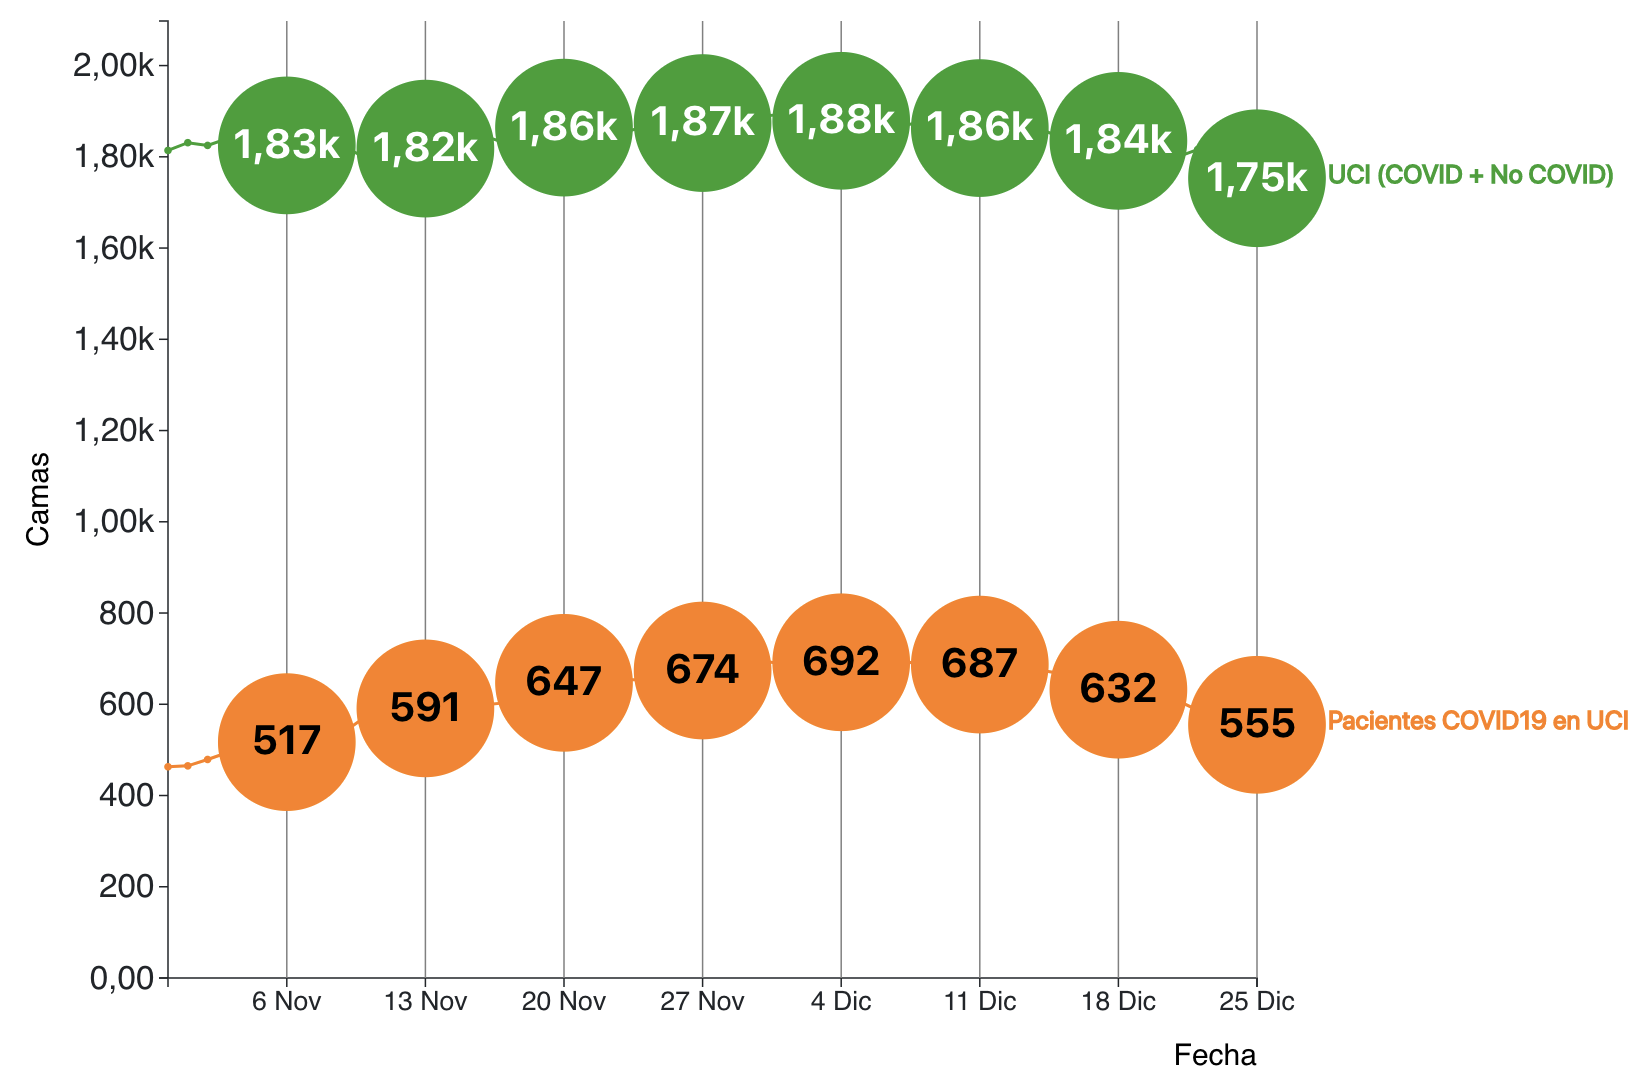 2,00k
1,80k
1,60k
1,40k
1,20k
1,00k
800
600
400
200
0,00
Camas
1,83k 1,82k 1,86k 1,87k 1,88k 1,86k 1,84k 1,75k
UCI (COVID + No COVID)
517 591 647 674 692 687 632 555
Pacientes COVID19 en UCI
6 Nov 13 Nov 20 Nov 27 Nov 4 Dic 11 Dic 18 Dic 25 Dic
Fecha